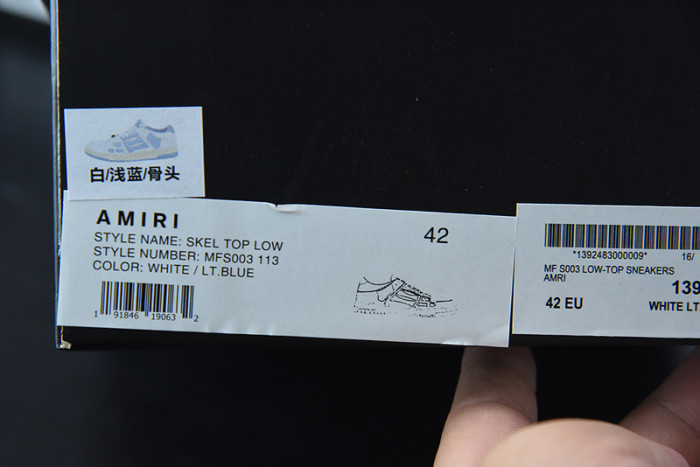 白/浅蓝/骨头
AMIRI
STYLE NAME: SKEL TOP LOW
STYLE NUMBER: MFS003 113
COLOR: WHITE / LT.BLUE
1 91846 19063 2
42
*1392483000009*
16/
MF S003 LOW-TOP SNEAKERS
AMRI
139
42 EU
WHITE LT.